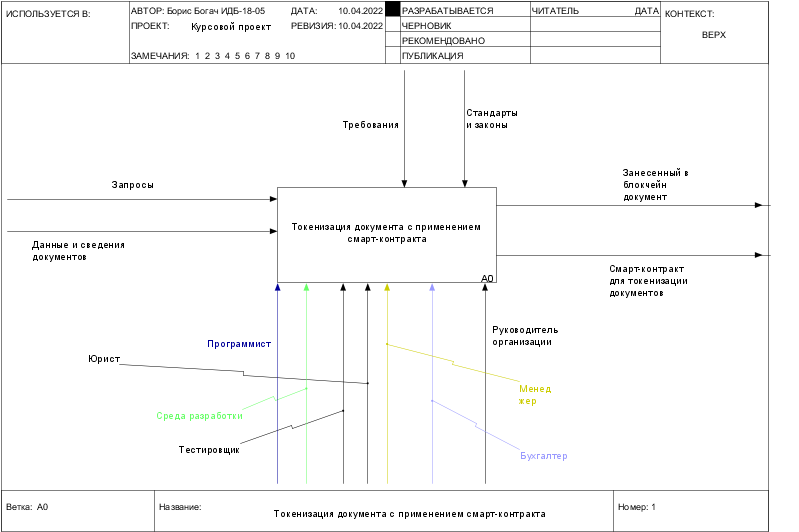 ИСПОЛЬЗУЕТСЯ В:
АВТОР: Борис Богач ИДБ-18-05
ДАТА: 10.04.2022
РАЗРАБАТЫВАЕТСЯ
ЧИТАТЕЛЬ
ДАТА
КОНТЕКСТ:
ПРОЕКТ: Курсовой проект
РЕВИЗИЯ: 10.04.2022
ЧЕРНОВИК
РЕКОМЕНДОВАНО
ВЕРХ
ЗАМЕЧАНИЯ: 1 2 3 4 5 6 7 8 9 10
ПУБЛИКАЦИЯ
Требования
Стандарты
и законы
Запросы
Данные и сведения
документов
Токенизация документа с применением
смарт-контракта
A0
Занесенный в
блокчейн
документ
Смарт-контракт
для токенизации
документов
Программист
Руководитель
организации
Юрист
Среда разработки
Тестировщик
Менед
жер
Бухгалтер
Ветка: A0
Название:
Токенизация документа с применением смарт-контракта
Номер: 1